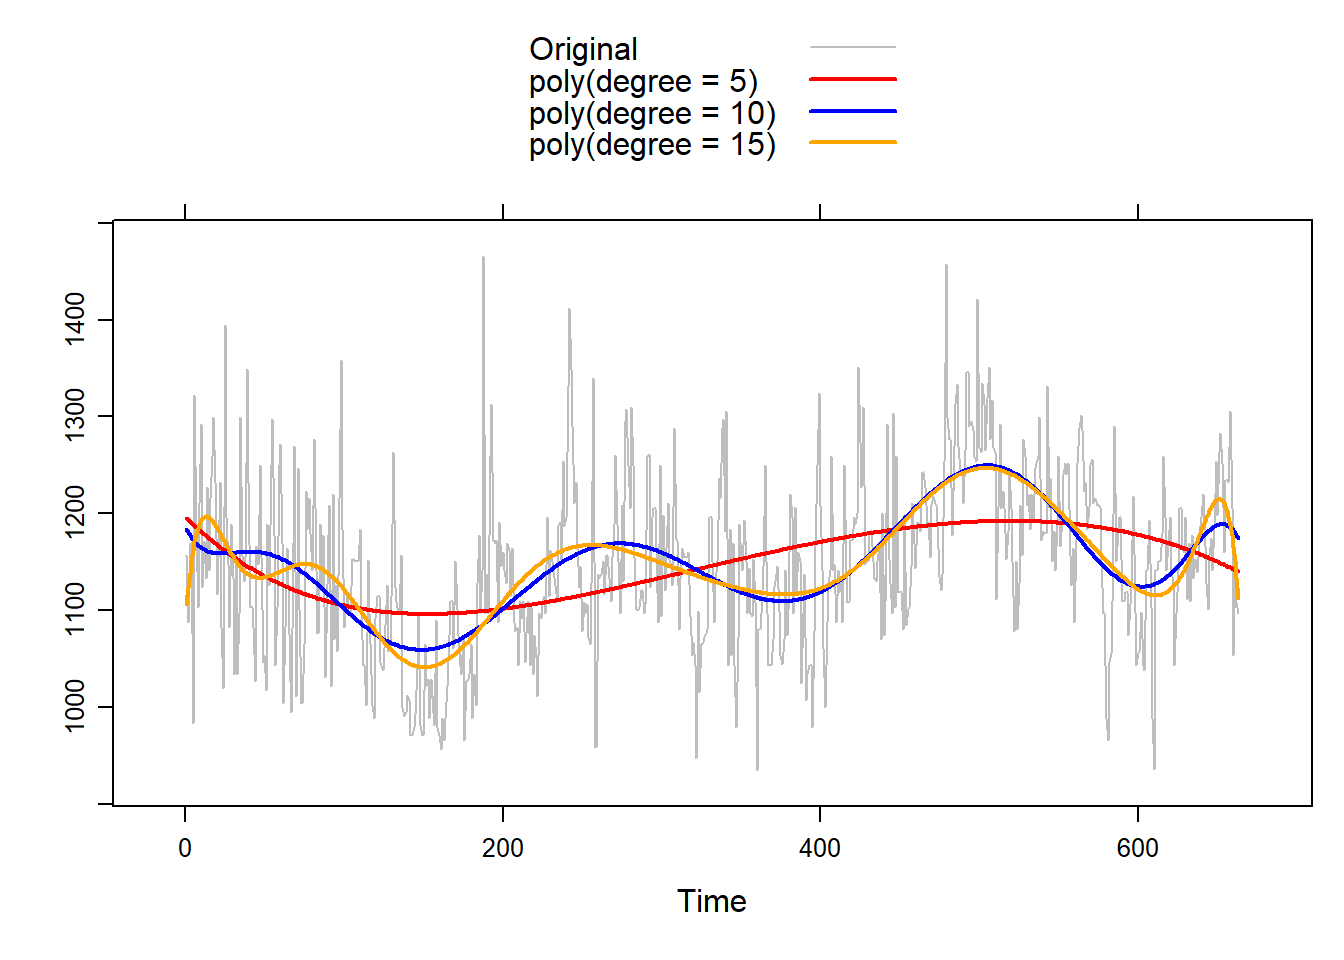 Original
poly(degree = 5)
poly(degree = 10)
poly(degree = 15)
1400
1300
1200
1100
1000
0 200 400 600
Time